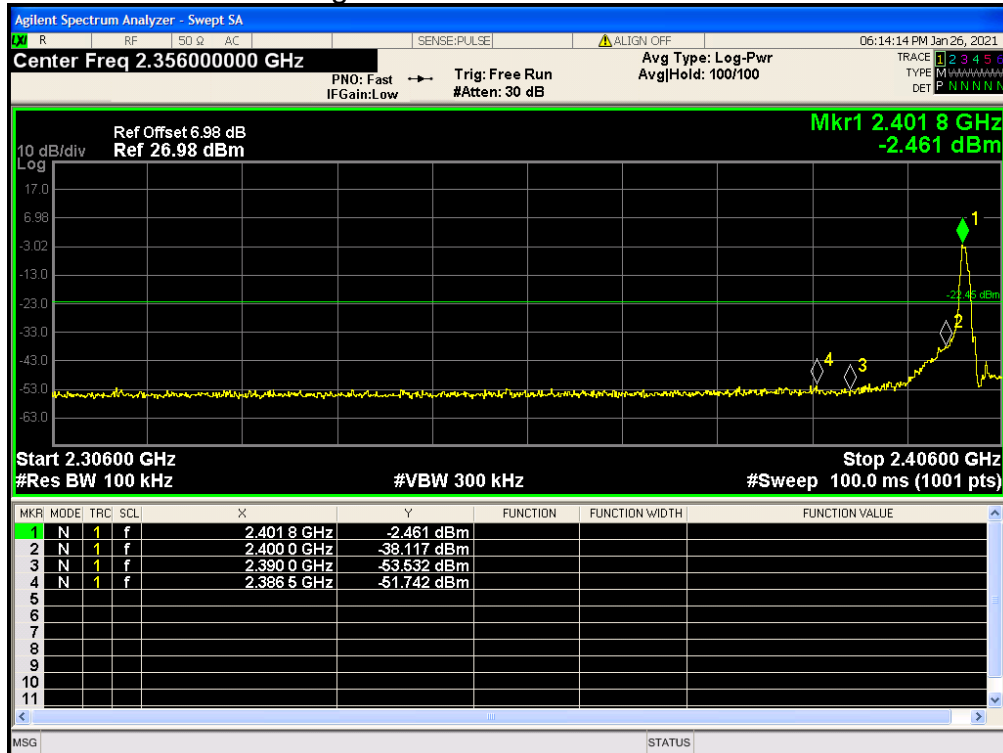 Agilent Spectrum Analyzer - Swept SA
LXI R RF 50 Ω AC SENSE:PULSE ALIGN OFF 06:14:14 PM Jan 26, 2021
Center Freq 2.356000000 GHz
PNO: Fast Trig: Free Run Avg Type: Log-Pwr TRACE 1 2 3 4 5 6
IFGain:Low #Atten: 30 dB Avg|Hold: 100/100 TYPE M
DET P N N N N N
Ref Offset 6.98 dB Mkr1 2.401 8 GHz
10 dB/div Ref 26.98 dBm -2.461 dBm
Log
17.0
6.98
1
-3.02
-13.0
-22.45 dBm
-23.0
2
-33.0
-43.0
4
3
-53.0
-63.0
Start 2.30600 GHz Stop 2.40600 GHz
#Res BW 100 kHz #VBW 300 kHz #Sweep 100.0 ms (1001 pts)
MKR MODE TRC SCL X Y FUNCTION FUNCTION WIDTH FUNCTION VALUE
1 N 1 f 2.401 8 GHz -2.461 dBm
2 N 1 f 2.400 0 GHz -38.117 dBm
3 N 1 f 2.390 0 GHz -53.532 dBm
4 N 1 f 2.386 5 GHz -51.742 dBm
5
6
7
8
9
10
11
MSG STATUS